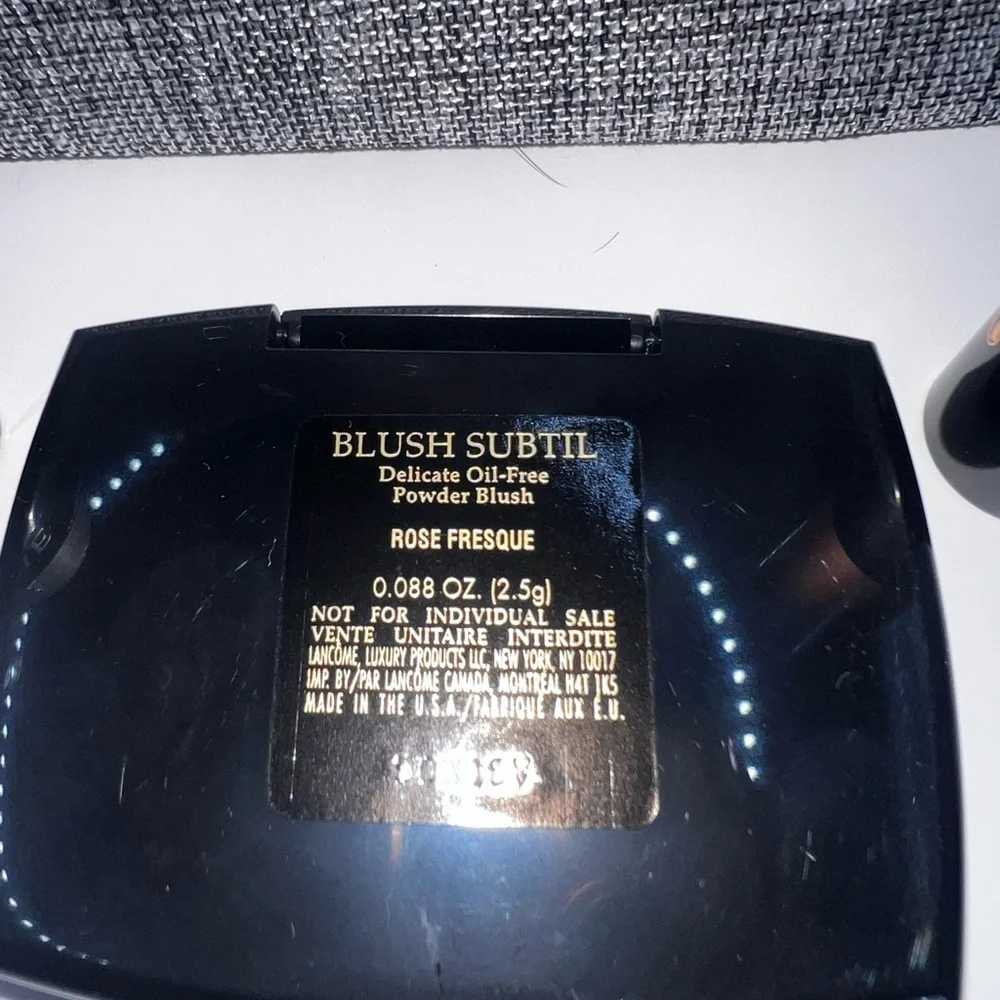 BLUSH SUBTIL
Delicate Oil-Free
Powder Blush
ROSE FRESQUE
0.088 OZ. (2.5g)
NOT FOR INDIVIDUAL SALE
VENTE UNITAIRE INTERDITE
LANCÔME, LUXURY PRODUCTS LLC, NEW YORK, NY 10017
IMP. BY/PAR LANCÔME CANADA, MONTRÉAL H4T 1K5
MADE IN THE U.S.A./FABRIQUÉ AUX É.U.